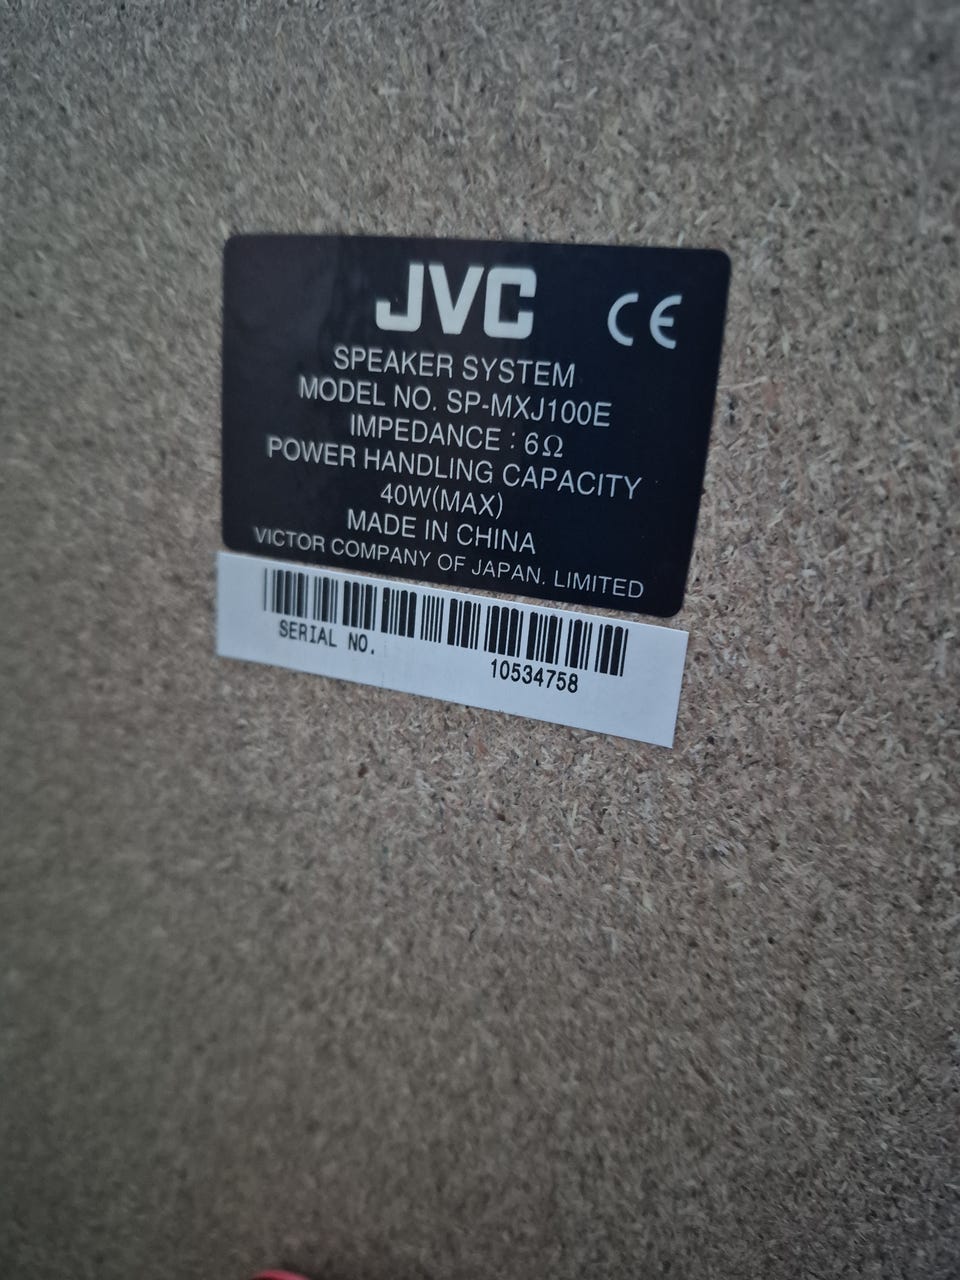 JVC CE
SPEAKER SYSTEM
MODEL NO. SP-MXJ100E
IMPEDANCE : 6Ω
POWER HANDLING CAPACITY
40W(MAX)
MADE IN CHINA
VICTOR COMPANY OF JAPAN. LIMITED
SERIAL NO.
10534758